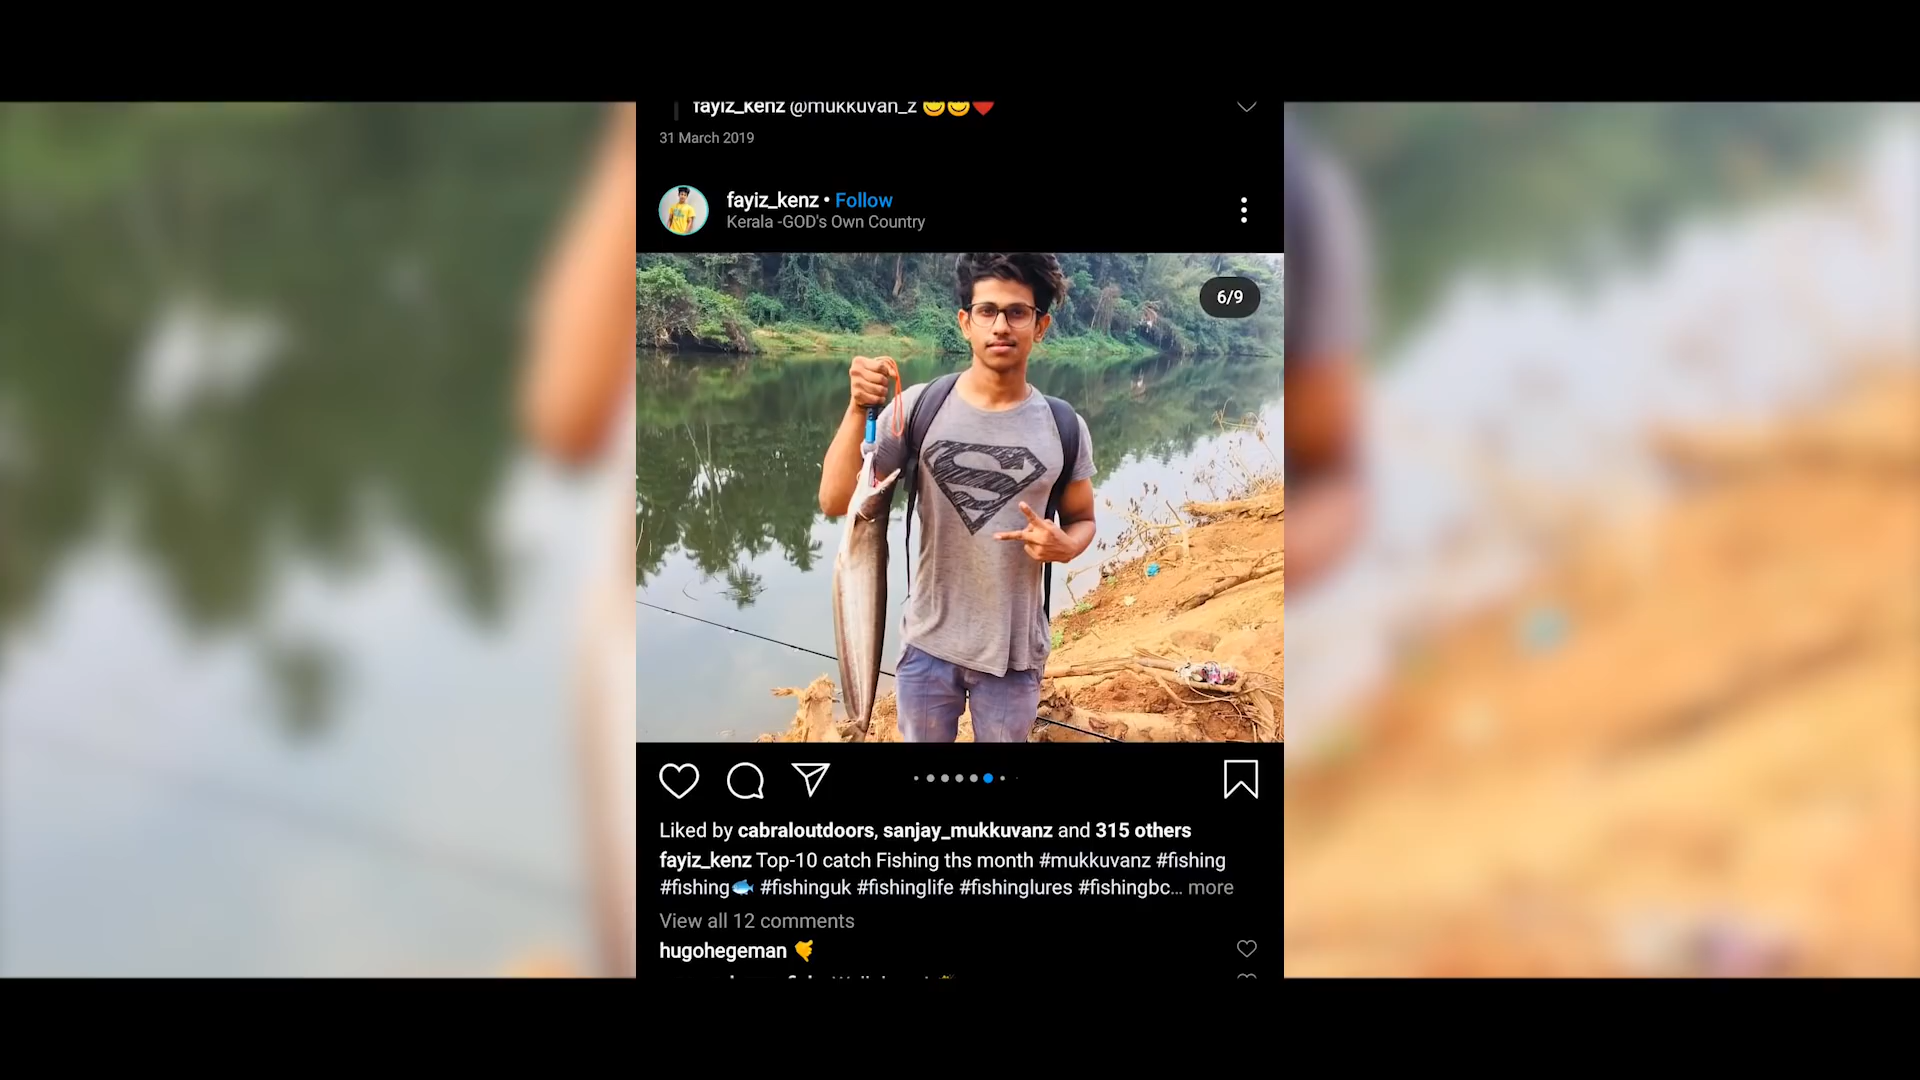 fayiz_kenz @mukkuvan_z 😊😊❤️
31 March 2019
fayiz_kenz • Follow
Kerala -GOD's Own Country
6/9
S
Liked by cabraloutdoors, sanjay_mukkuvanz and 315 others
fayiz_kenz Top-10 catch Fishing ths month #mukkuvanz #fishing
#fishing🐟 #fishinguk #fishinglife #fishinglures #fishingbc... more
View all 12 comments
hugohegeman 🤙